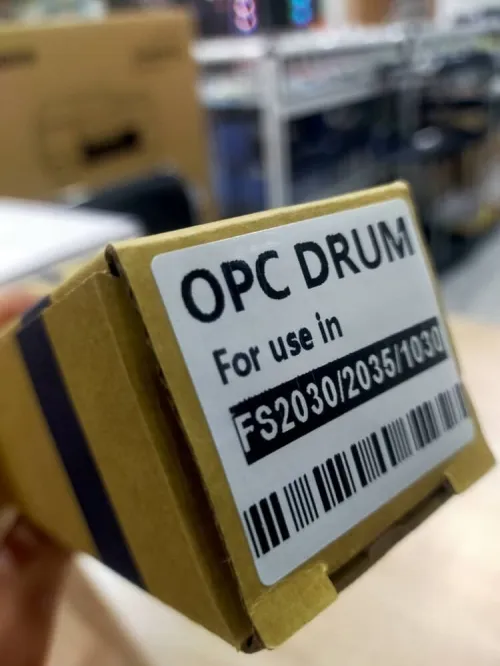 OPC DRUM
For use in
FS2030/2035/1030